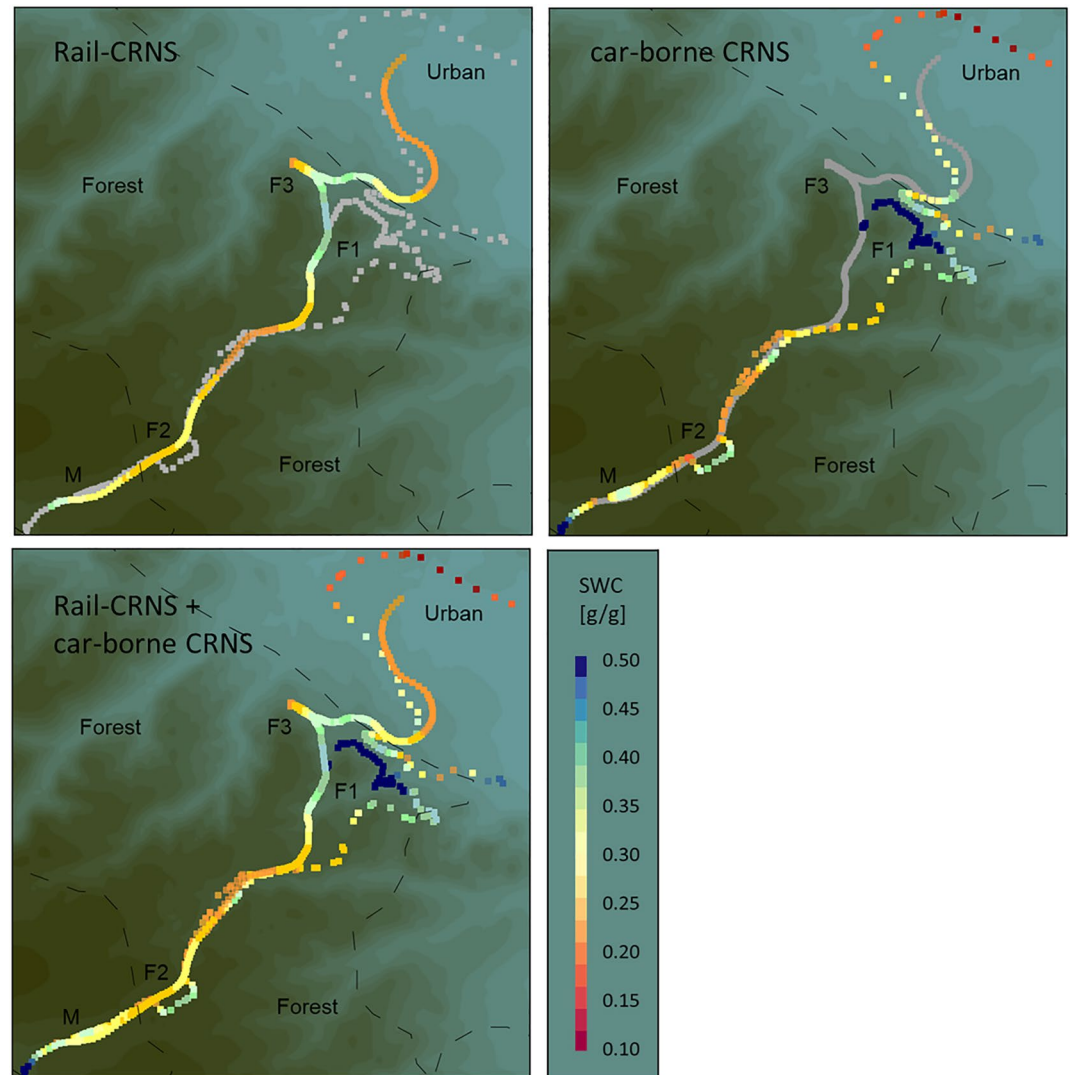 Rail-CRNS
Urban
Forest
F3
F1
F2
M
Forest
car-borne CRNS
Urban
Forest
F3
F1
F2
M
Forest
Rail-CRNS +
car-borne CRNS
Urban
Forest
F3
F1
F2
M
Forest
SWC
[g/g]
0.50
0.45
0.40
0.35
0.30
0.25
0.20
0.15
0.10